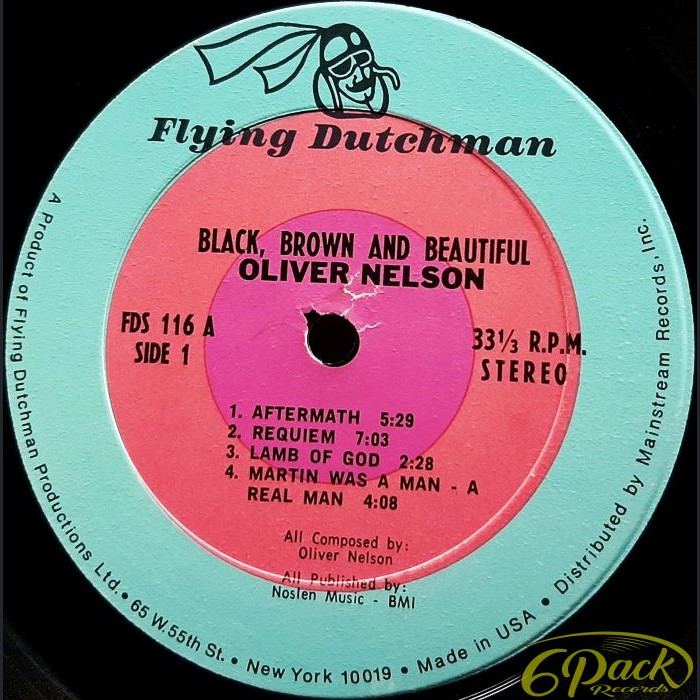 Flying Dutchman
BLACK, BROWN AND BEAUTIFUL
OLIVER NELSON
FDS 116 A
SIDE 1
33⅓ R.P.M.
STEREO
1. AFTERMATH 5:29
2. REQUIEM 7:03
3. LAMB OF GOD 2:28
4. MARTIN WAS A MAN - A
REAL MAN 4:08
All Composed by:
Oliver Nelson
All Published by:
Noslen Music - BMI
A Product of Flying Dutchman Productions Ltd. • 65 W. 55th St. • New York 10019 • Made in USA • Distributed by Mainstream Records, Inc.
6Pack
Records